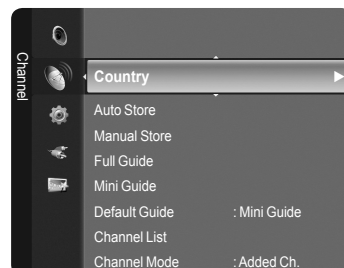 Channel
Country
Auto Store
Manual Store
Full Guide
Mini Guide
Default Guide : Mini Guide
Channel List
Channel Mode : Added Ch.